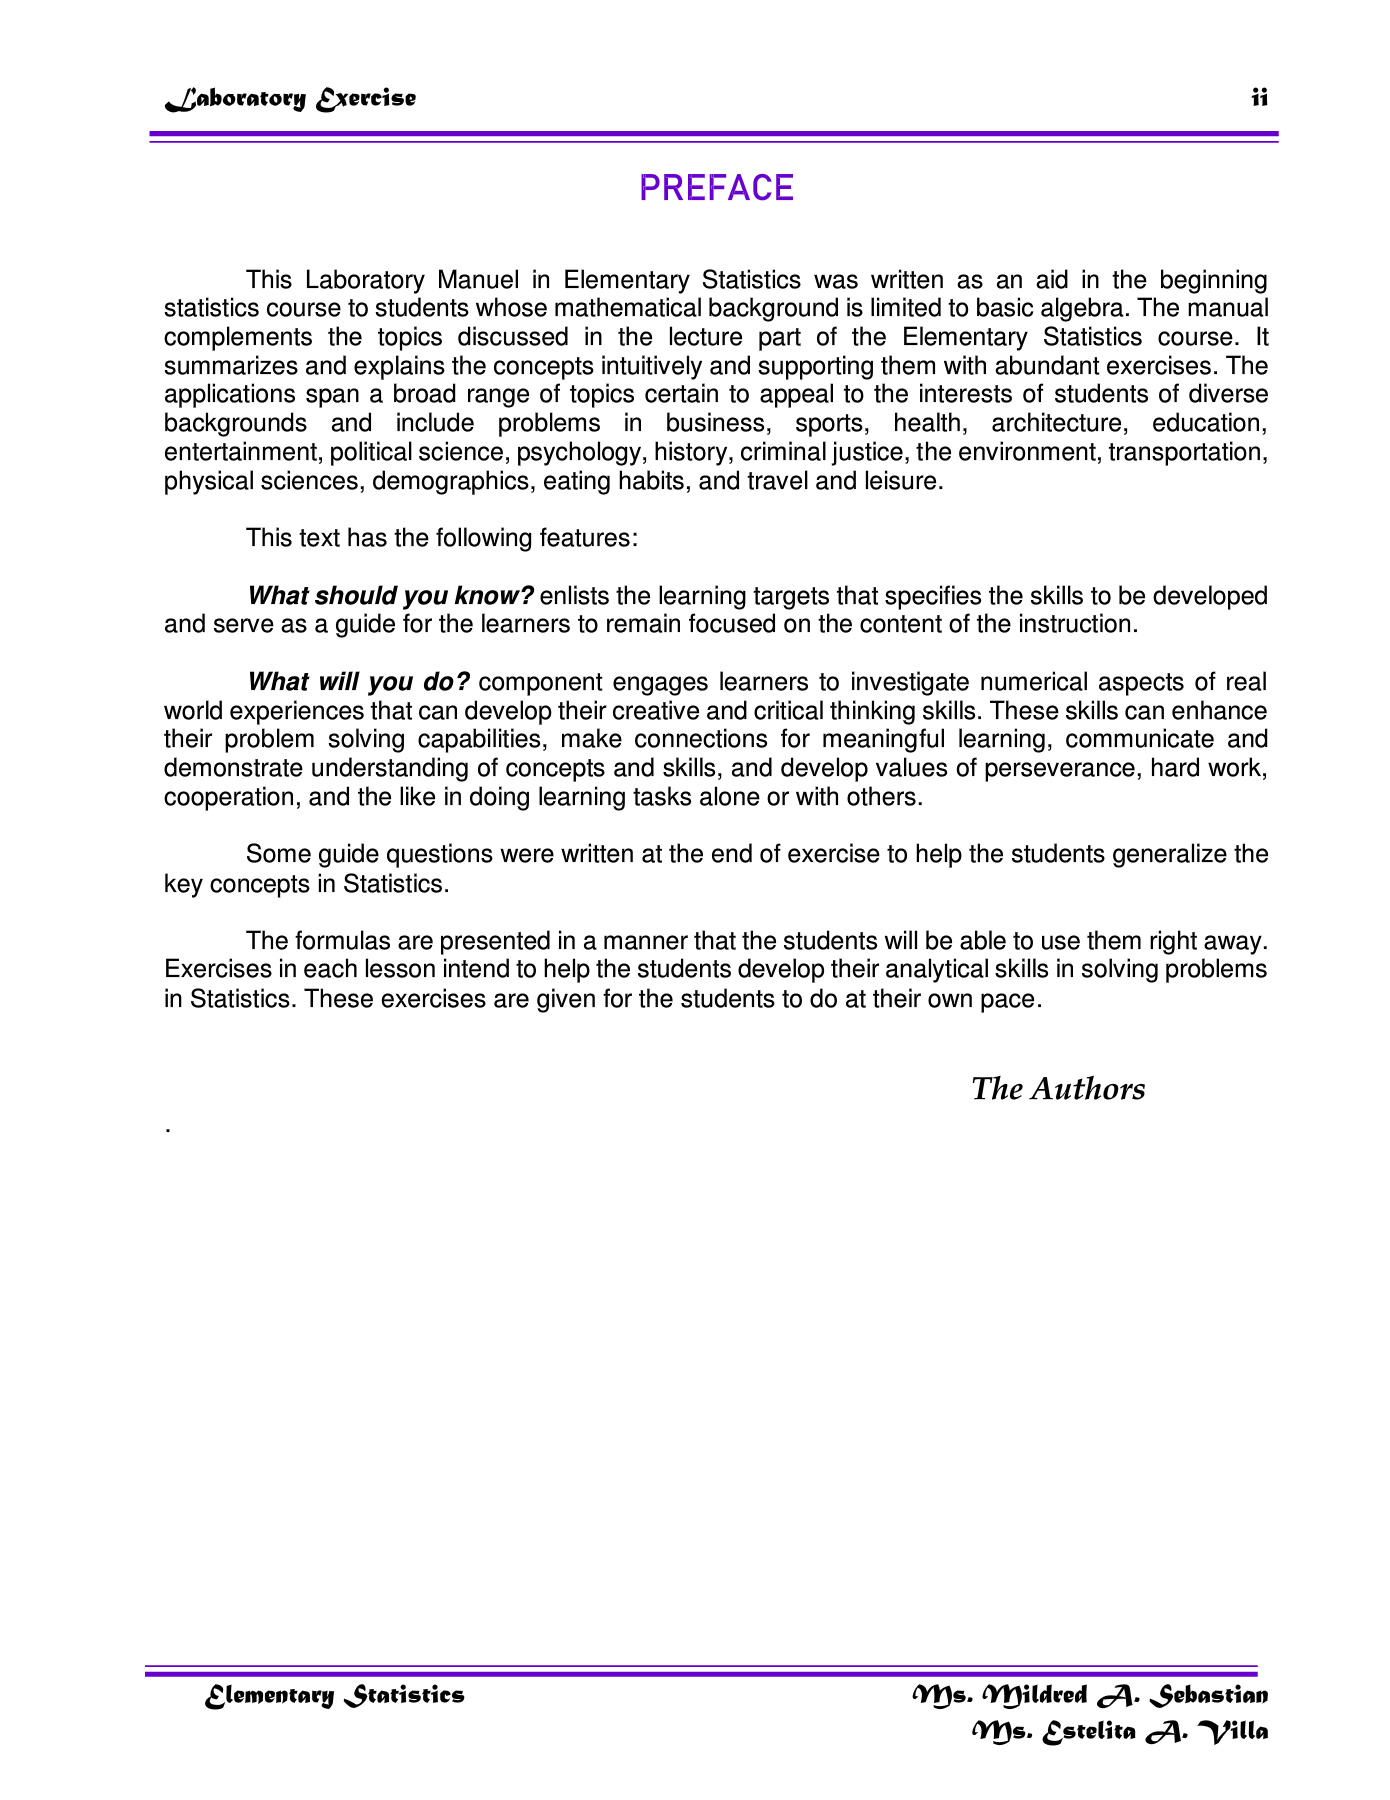 Laboratory Exercise ii
PREFACE
This Laboratory Manuel in Elementary Statistics was written as an aid in the beginning
statistics course to students whose mathematical background is limited to basic algebra. The manual
complements the topics discussed in the lecture part of the Elementary Statistics course. It
summarizes and explains the concepts intuitively and supporting them with abundant exercises. The
applications span a broad range of topics certain to appeal to the interests of students of diverse
backgrounds and include problems in business, sports, health, architecture, education,
entertainment, political science, psychology, history, criminal justice, the environment, transportation,
physical sciences, demographics, eating habits, and travel and leisure.
This text has the following features:
What should you know? enlists the learning targets that specifies the skills to be developed
and serve as a guide for the learners to remain focused on the content of the instruction.
What will you do? component engages learners to investigate numerical aspects of real
world experiences that can develop their creative and critical thinking skills. These skills can enhance
their problem solving capabilities, make connections for meaningful learning, communicate and
demonstrate understanding of concepts and skills, and develop values of perseverance, hard work,
cooperation, and the like in doing learning tasks alone or with others.
Some guide questions were written at the end of exercise to help the students generalize the
key concepts in Statistics.
The formulas are presented in a manner that the students will be able to use them right away.
Exercises in each lesson intend to help the students develop their analytical skills in solving problems
in Statistics. These exercises are given for the students to do at their own pace.
The Authors
.
Elementary Statistics Ms. Mildred A. Sebastian
Ms. Estelita A. Villa